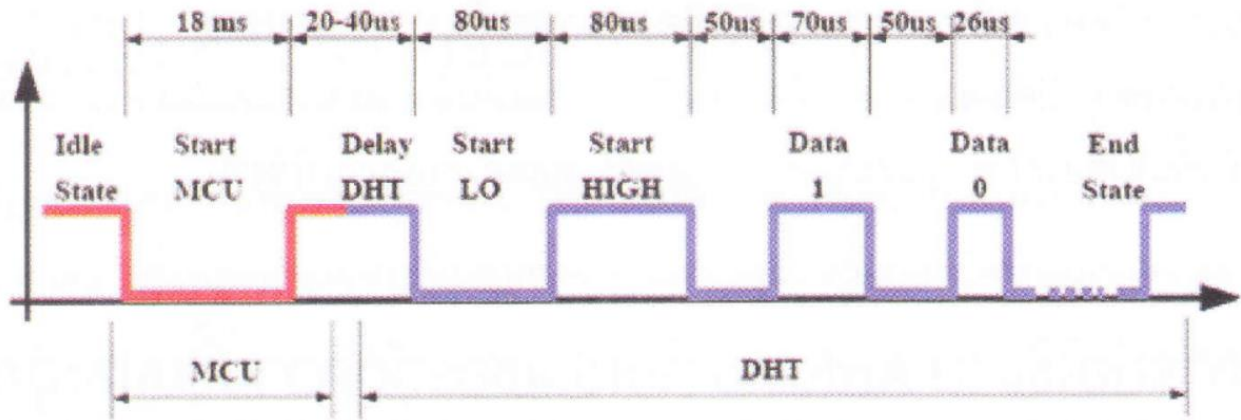 18 ms 20-40us 80us 80us 50us 70us 50us 26us
Idle Start Delay Start Start Data Data End
State MCU DHT LO HIGH 1 0 State
MCU DHT